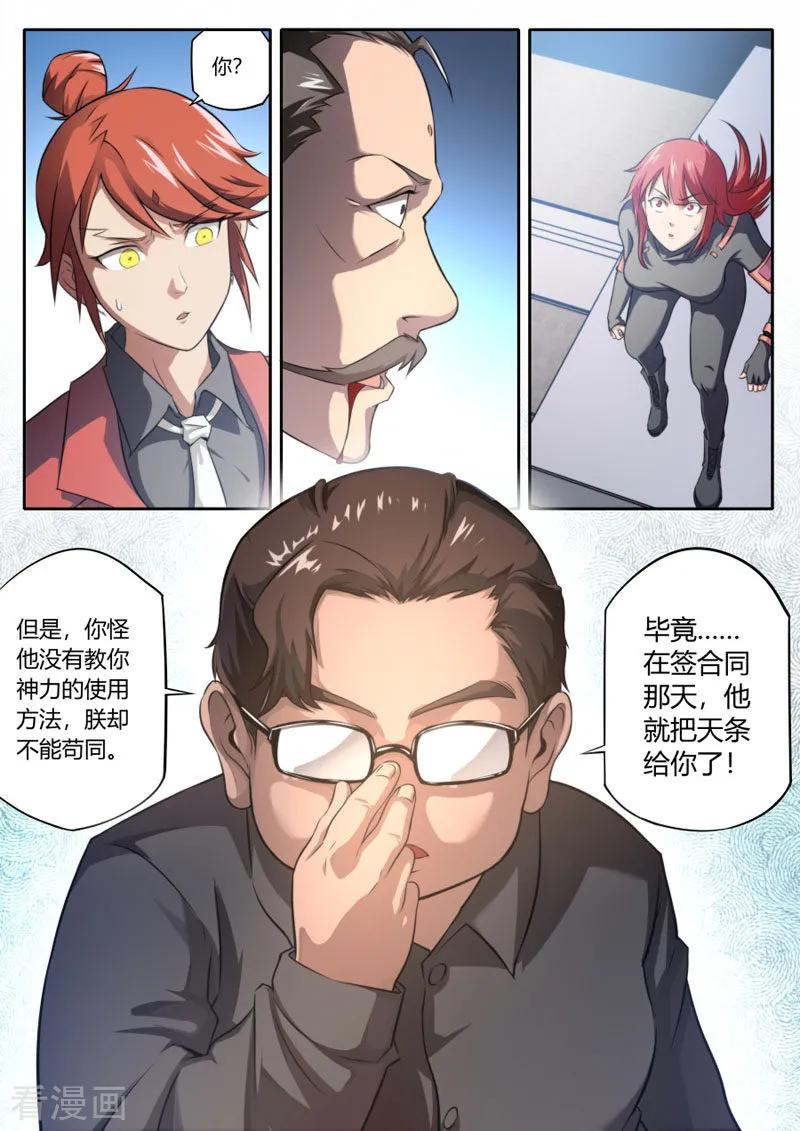 你？
毕竟……
在签合同
那天，他
就把天条
给你了！
但是，你怪
他没有教你
神力的使用
方法，朕却
不能苟同。
看漫画